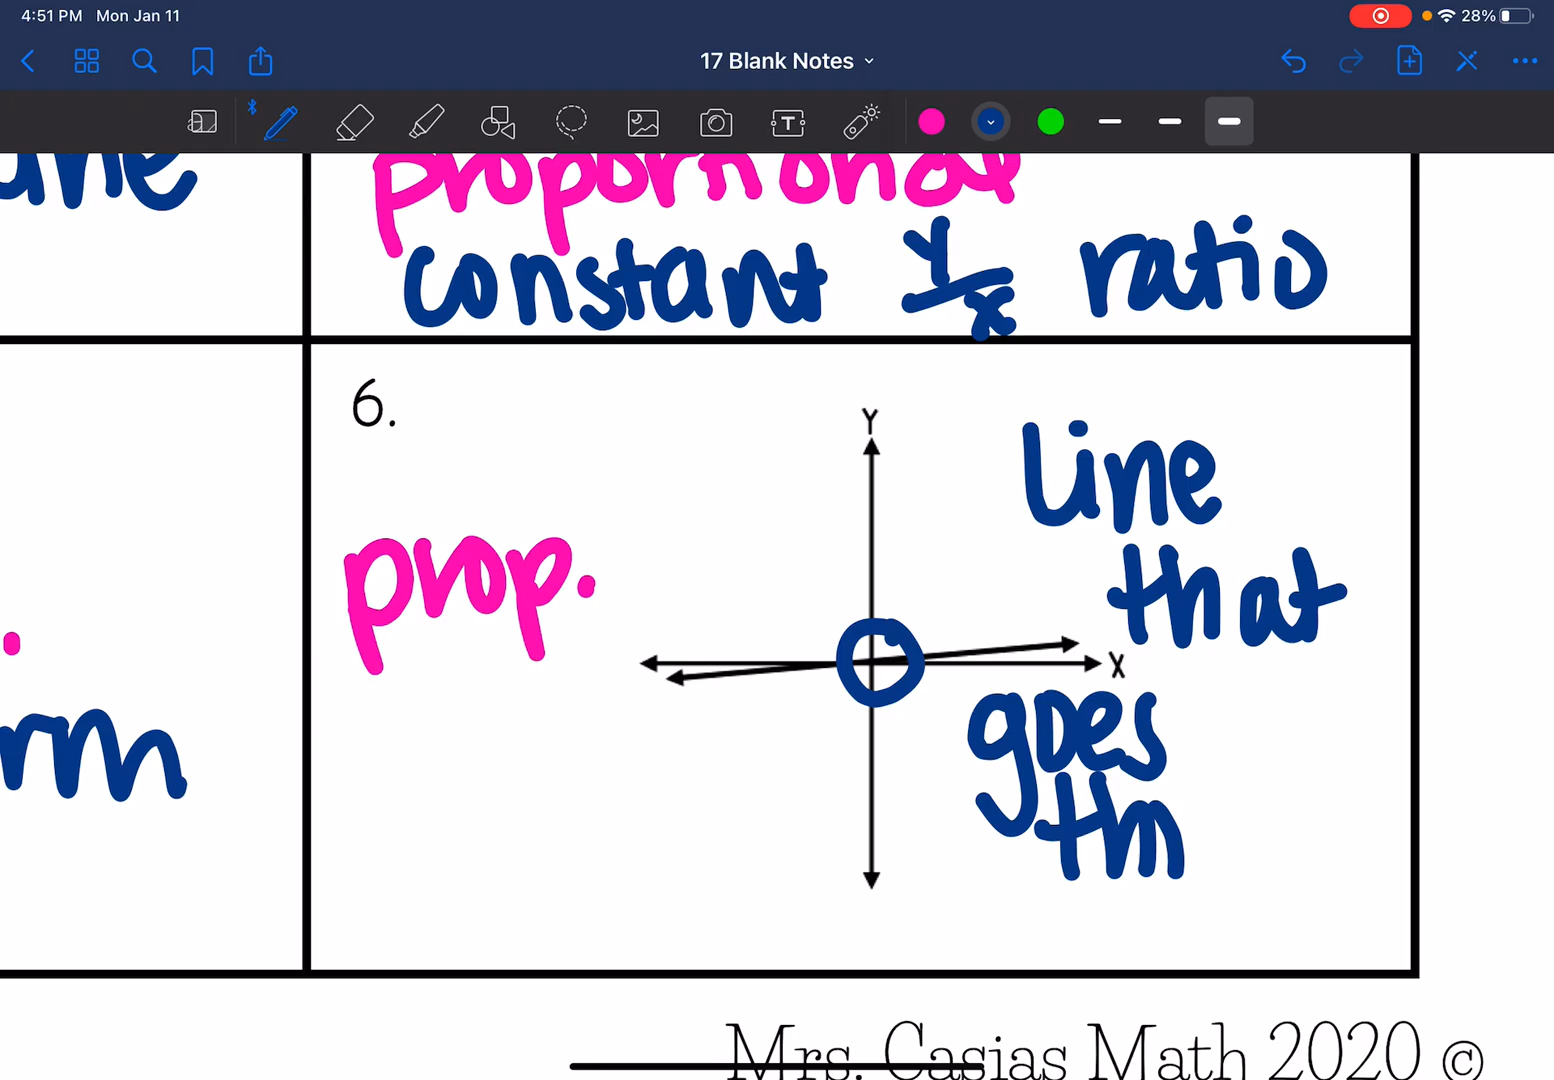 4:51 PM Mon Jan 11
28%
17 Blank Notes
T
proportional
constant y/x ratio
6.
Y
Line
that
prop.
X
goes
Mrs. Casias Math 2020 ©